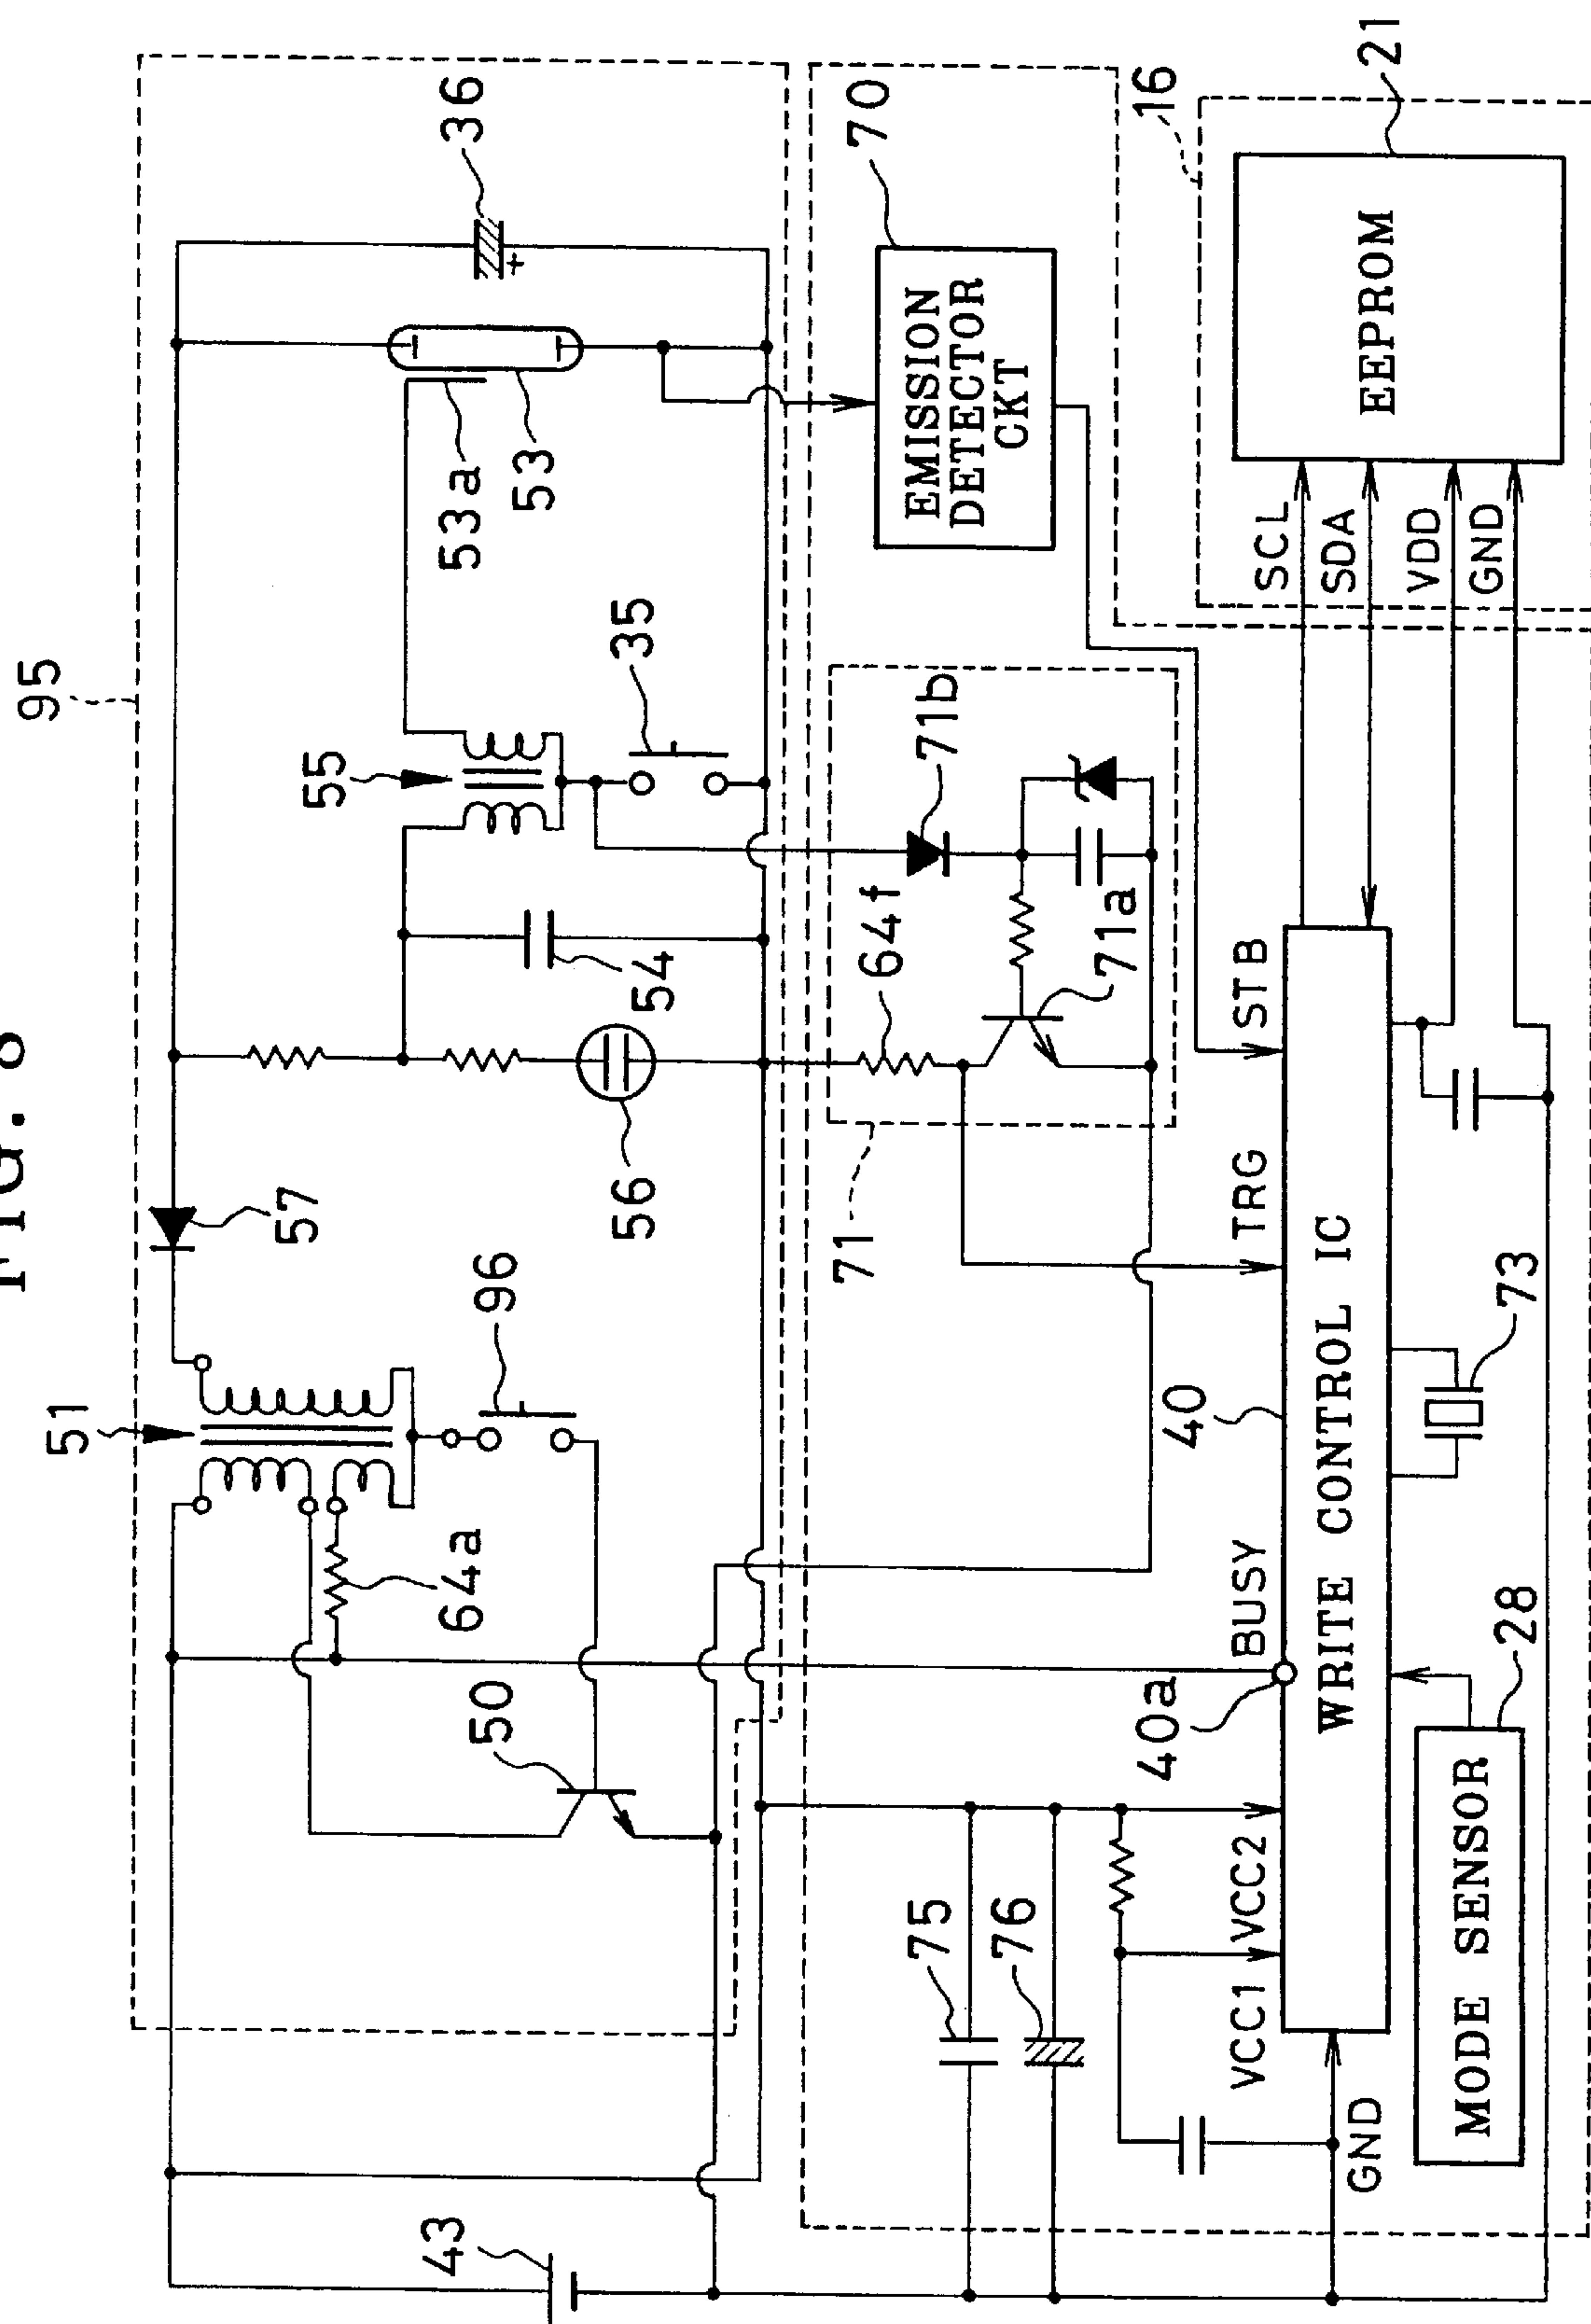 FIG. 8
95
51
57
55
36
53a
53
35
96
64a
50
56
54
43
70
EMISSION
DETECTOR
CKT
71b
64f
71a
71
16
21
EEPROM
SCL
SDA
VDD
GND
STB
TRG
BUSY
40
40a
75
76
VCC1
VCC2
GND
WRITE CONTROL IC
73
28
MODE SENSOR
+